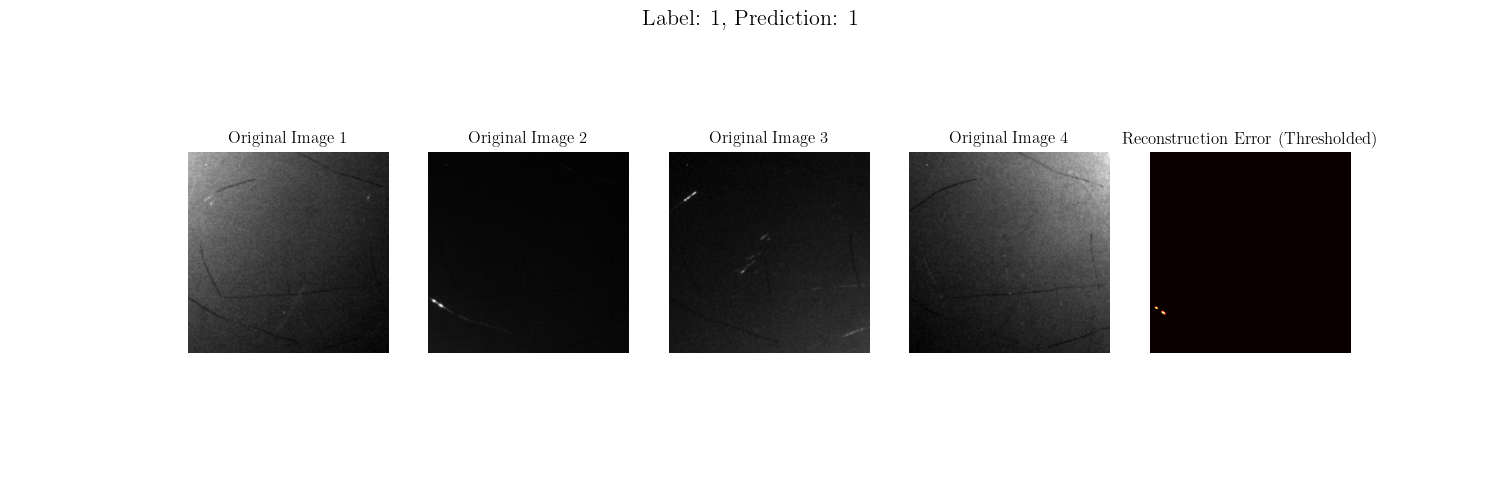 Label: 1, Prediction: 1
Original Image 1
Original Image 2
Original Image 3
Original Image 4
Reconstruction Error (Thresholded)